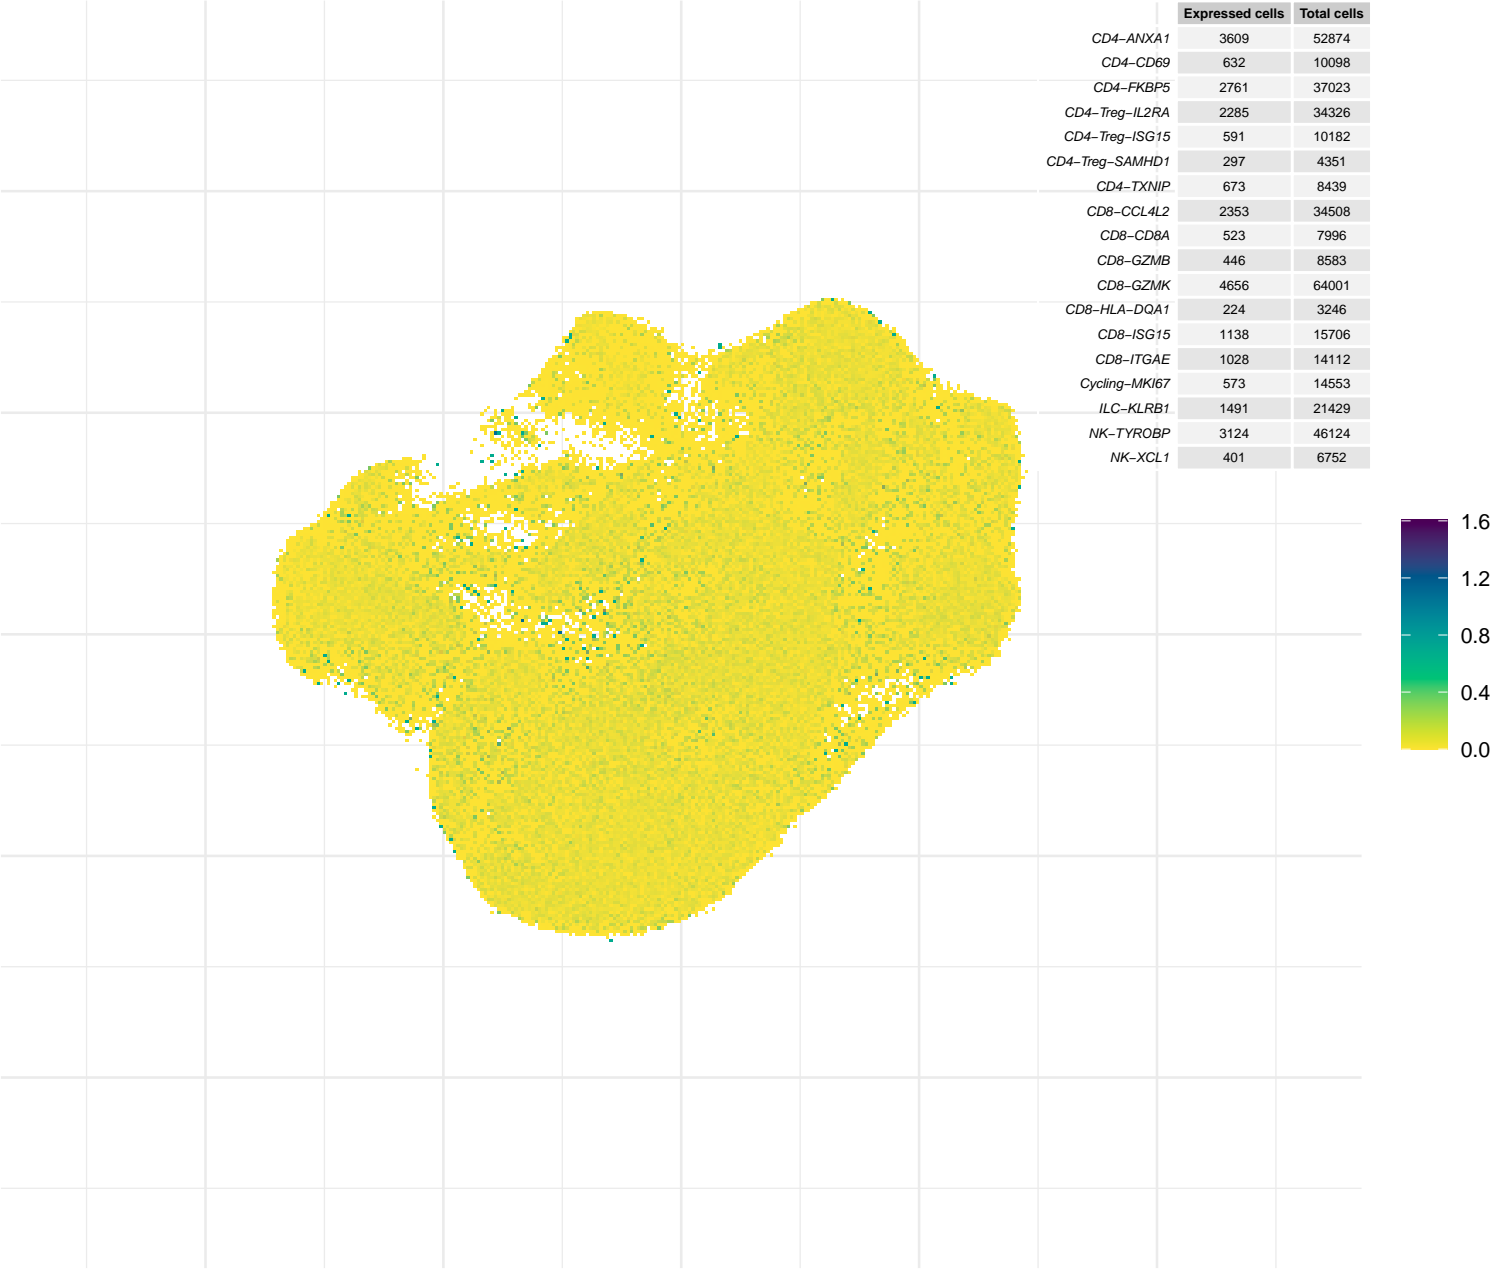 Expressed cells Total cells
CD4−ANXA1 3609 52874
CD4−CD69 632 10098
CD4−FKBP5 2761 37023
CD4−Treg−IL2RA 2285 34326
CD4−Treg−ISG15 591 10182
CD4−Treg−SAMHD1 297 4351
CD4−TXNIP 673 8439
CD8−CCL4L2 2353 34508
CD8−CD8A 523 7996
CD8−GZMB 446 8583
CD8−GZMK 4656 64001
CD8−HLA−DQA1 224 3246
CD8−ISG15 1138 15706
CD8−ITGAE 1028 14112
Cycling−MKI67 573 14553
ILC−KLRB1 1491 21429
NK−TYROBP 3124 46124
NK−XCL1 401 6752
1.6
1.2
0.8
0.4
0.0